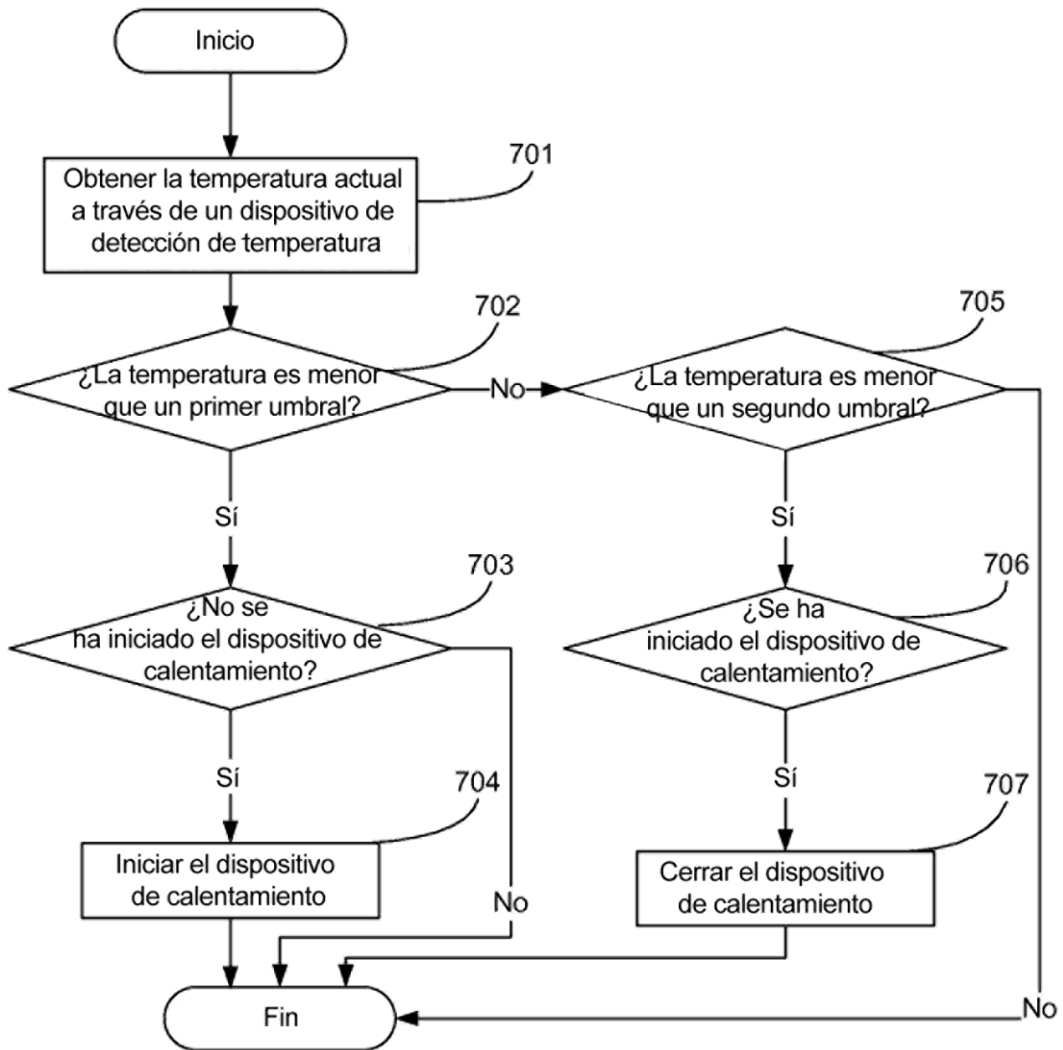 Inicio
701
Obtener la temperatura actual
a través de un dispositivo de
detección de temperatura
702
¿La temperatura es menor
que un primer umbral?
No
705
¿La temperatura es menor
que un segundo umbral?
Sí
Sí
703
¿No se
ha iniciado el dispositivo de
calentamiento?
706
¿Se ha
iniciado el dispositivo de
calentamiento?
Sí
Sí
704
Iniciar el dispositivo
de calentamiento
No
707
Cerrar el dispositivo
de calentamiento
Fin
No